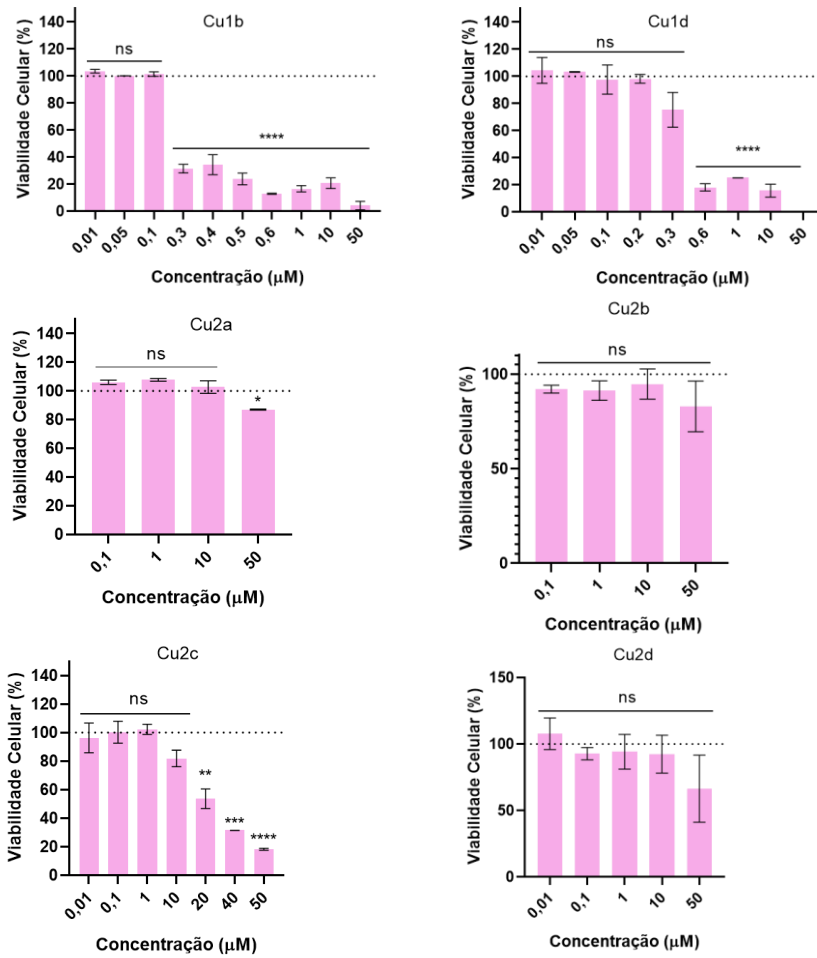 Cu1b
Viabilidade Celular (%)
140
120
100
80
60
40
20
0
ns
****
0,01 0,05 0,1 0,3 0,4 0,5 0,6 1 10 50
Concentração (μM)
Cu1d
Viabilidade Celular (%)
140
120
100
80
60
40
20
0
ns
****
0,01 0,05 0,1 0,2 0,3 0,6 1 10 50
Concentração (μM)
Cu2a
Viabilidade Celular (%)
140
120
100
80
60
40
20
0
ns
*
0,1 1 10 50
Concentração (μM)
Cu2b
Viabilidade Celular (%)
100
50
0
ns
0,1 1 10 50
Concentração (μM)
Cu2c
Viabilidade Celular (%)
140
120
100
80
60
40
20
0
ns
**
***
****
0,01 0,1 1 10 20 40 50
Concentração (μM)
Cu2d
Viabilidade Celular (%)
150
100
50
0
ns
0,01 0,1 1 10 50
Concentração (μM)